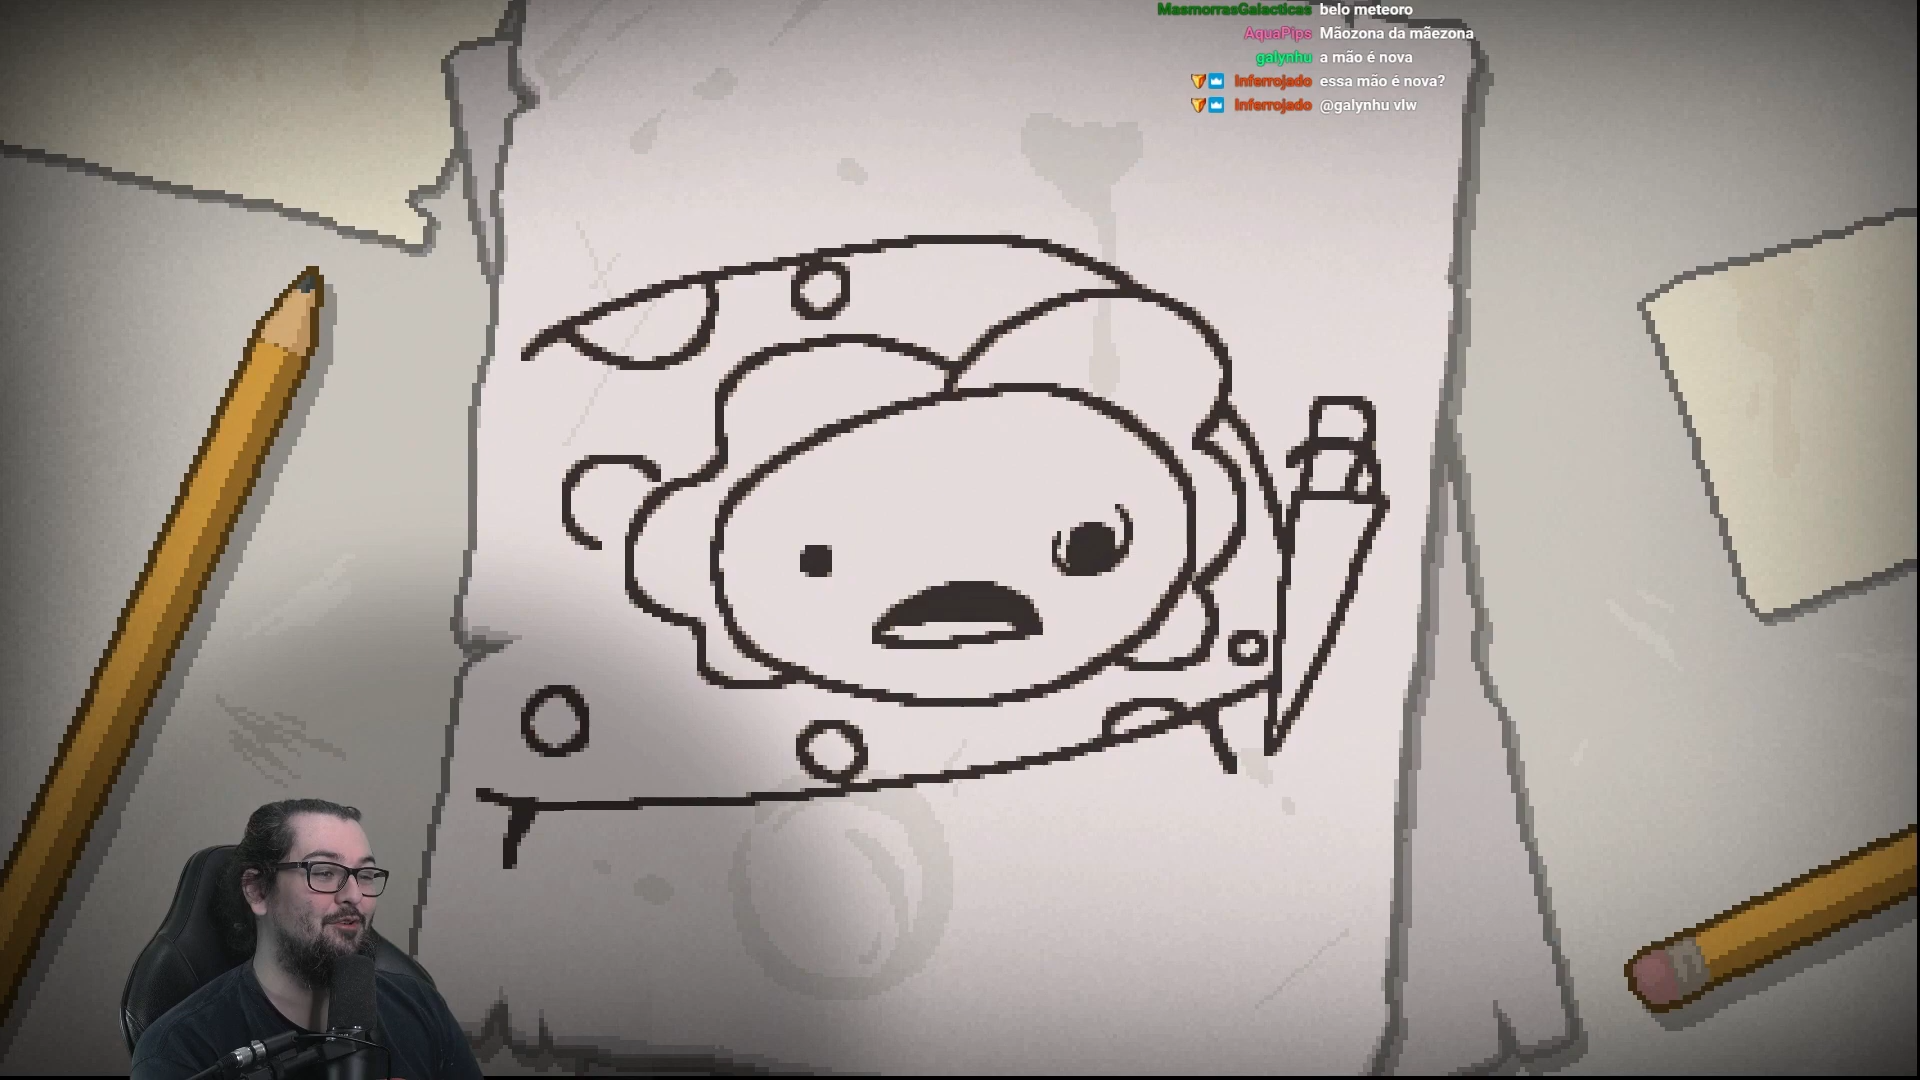 MasmorrasGalacticas belo meteoro
AquaPips Mãozona da mãezona
galynhu a mão é nova
Inferrojado essa mão é nova?
Inferrojado @galynhu vlw